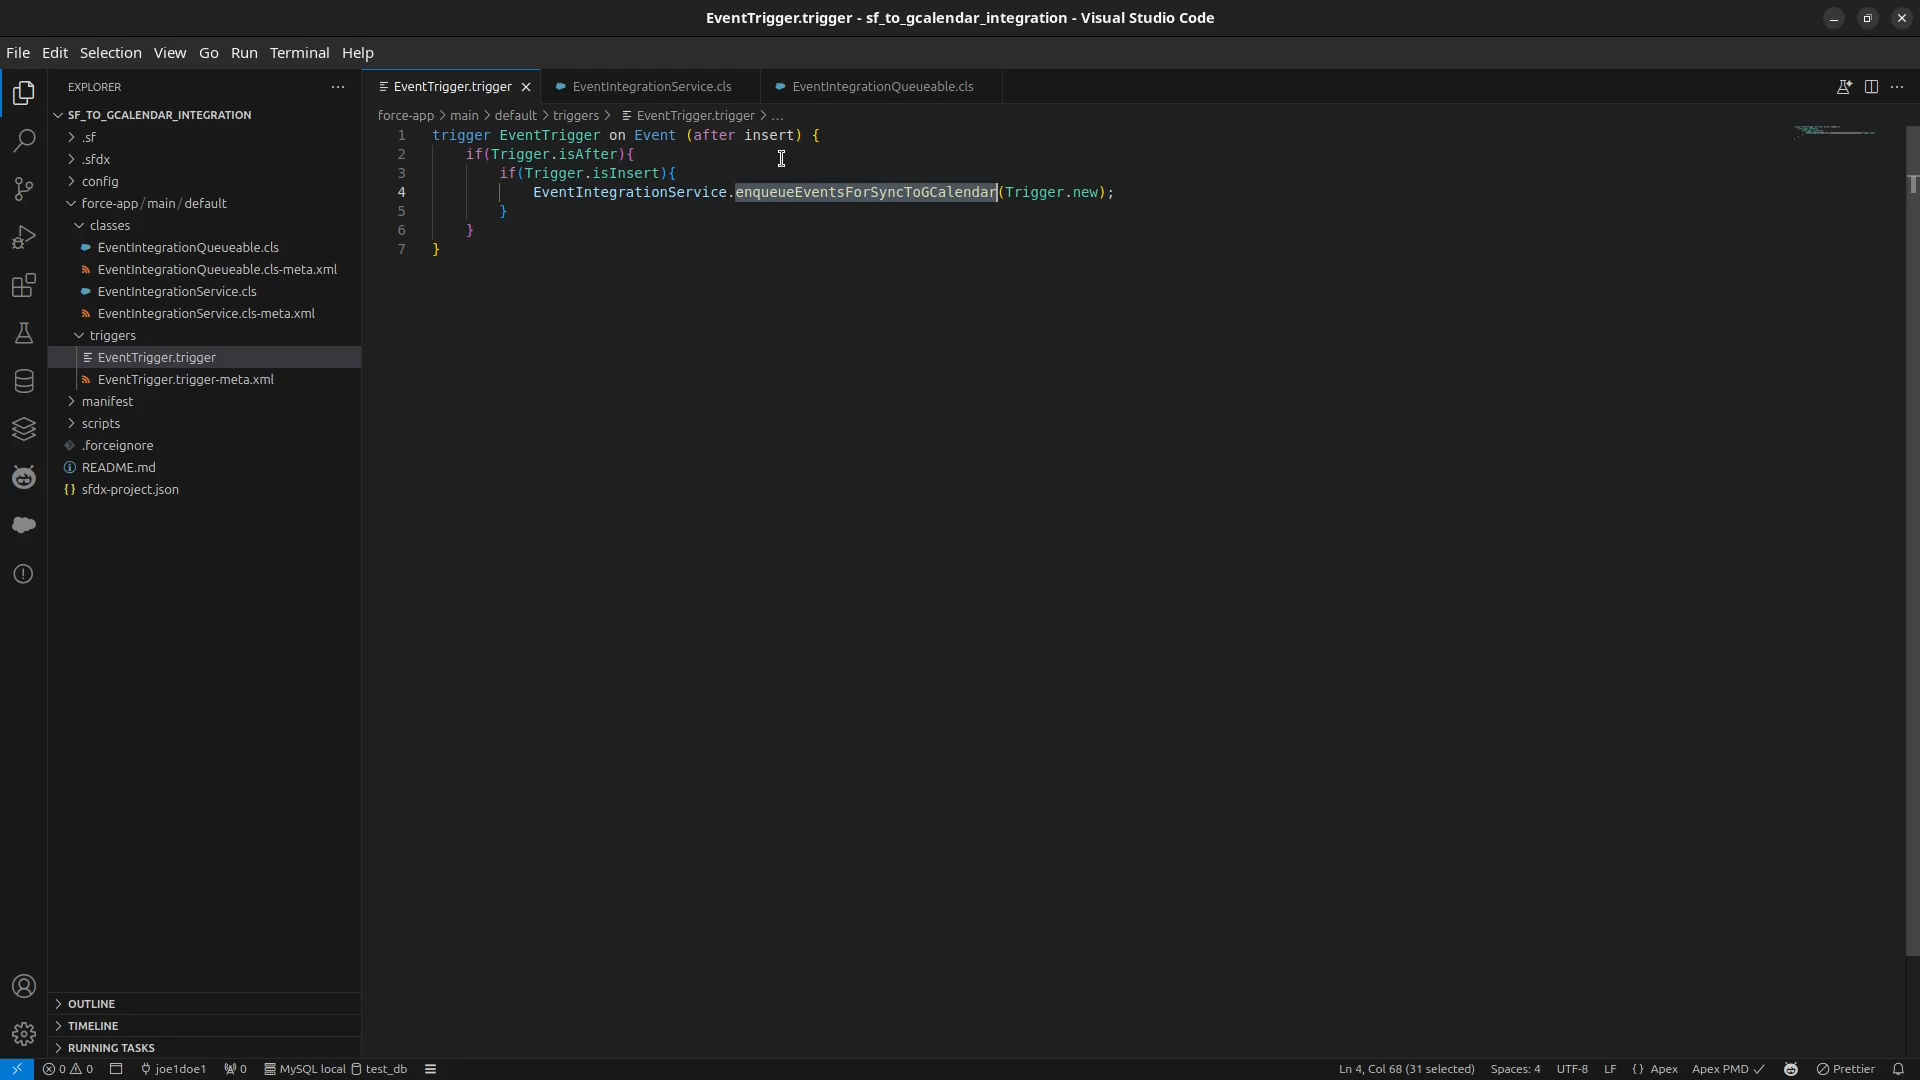 EventTrigger.trigger - sf_to_gcalendar_integration - Visual Studio Code
File Edit Selection View Go Run Terminal Help
EXPLORER
SF_TO_GCALENDAR_INTEGRATION
.sf
.sfdx
config
force-app / main / default
classes
EventIntegrationQueueable.cls
EventIntegrationQueueable.cls-meta.xml
EventIntegrationService.cls
EventIntegrationService.cls-meta.xml
triggers
EventTrigger.trigger
EventTrigger.trigger-meta.xml
manifest
scripts
.forceignore
README.md
sfdx-project.json
OUTLINE
TIMELINE
RUNNING TASKS
EventTrigger.trigger EventIntegrationService.cls EventIntegrationQueueable.cls
force-app > main > default > triggers > EventTrigger.trigger > ...
1 trigger EventTrigger on Event (after insert) {
2 if(Trigger.isAfter){
3 if(Trigger.isInsert){
4 EventIntegrationService.enqueueEventsForSyncToGCalendar(Trigger.new);
5 }
6 }
7 }
0 0 joe1doe1 0 MySQL local test_db Ln 4, Col 68 (31 selected) Spaces: 4 UTF-8 LF { } Apex Apex PMD Prettier